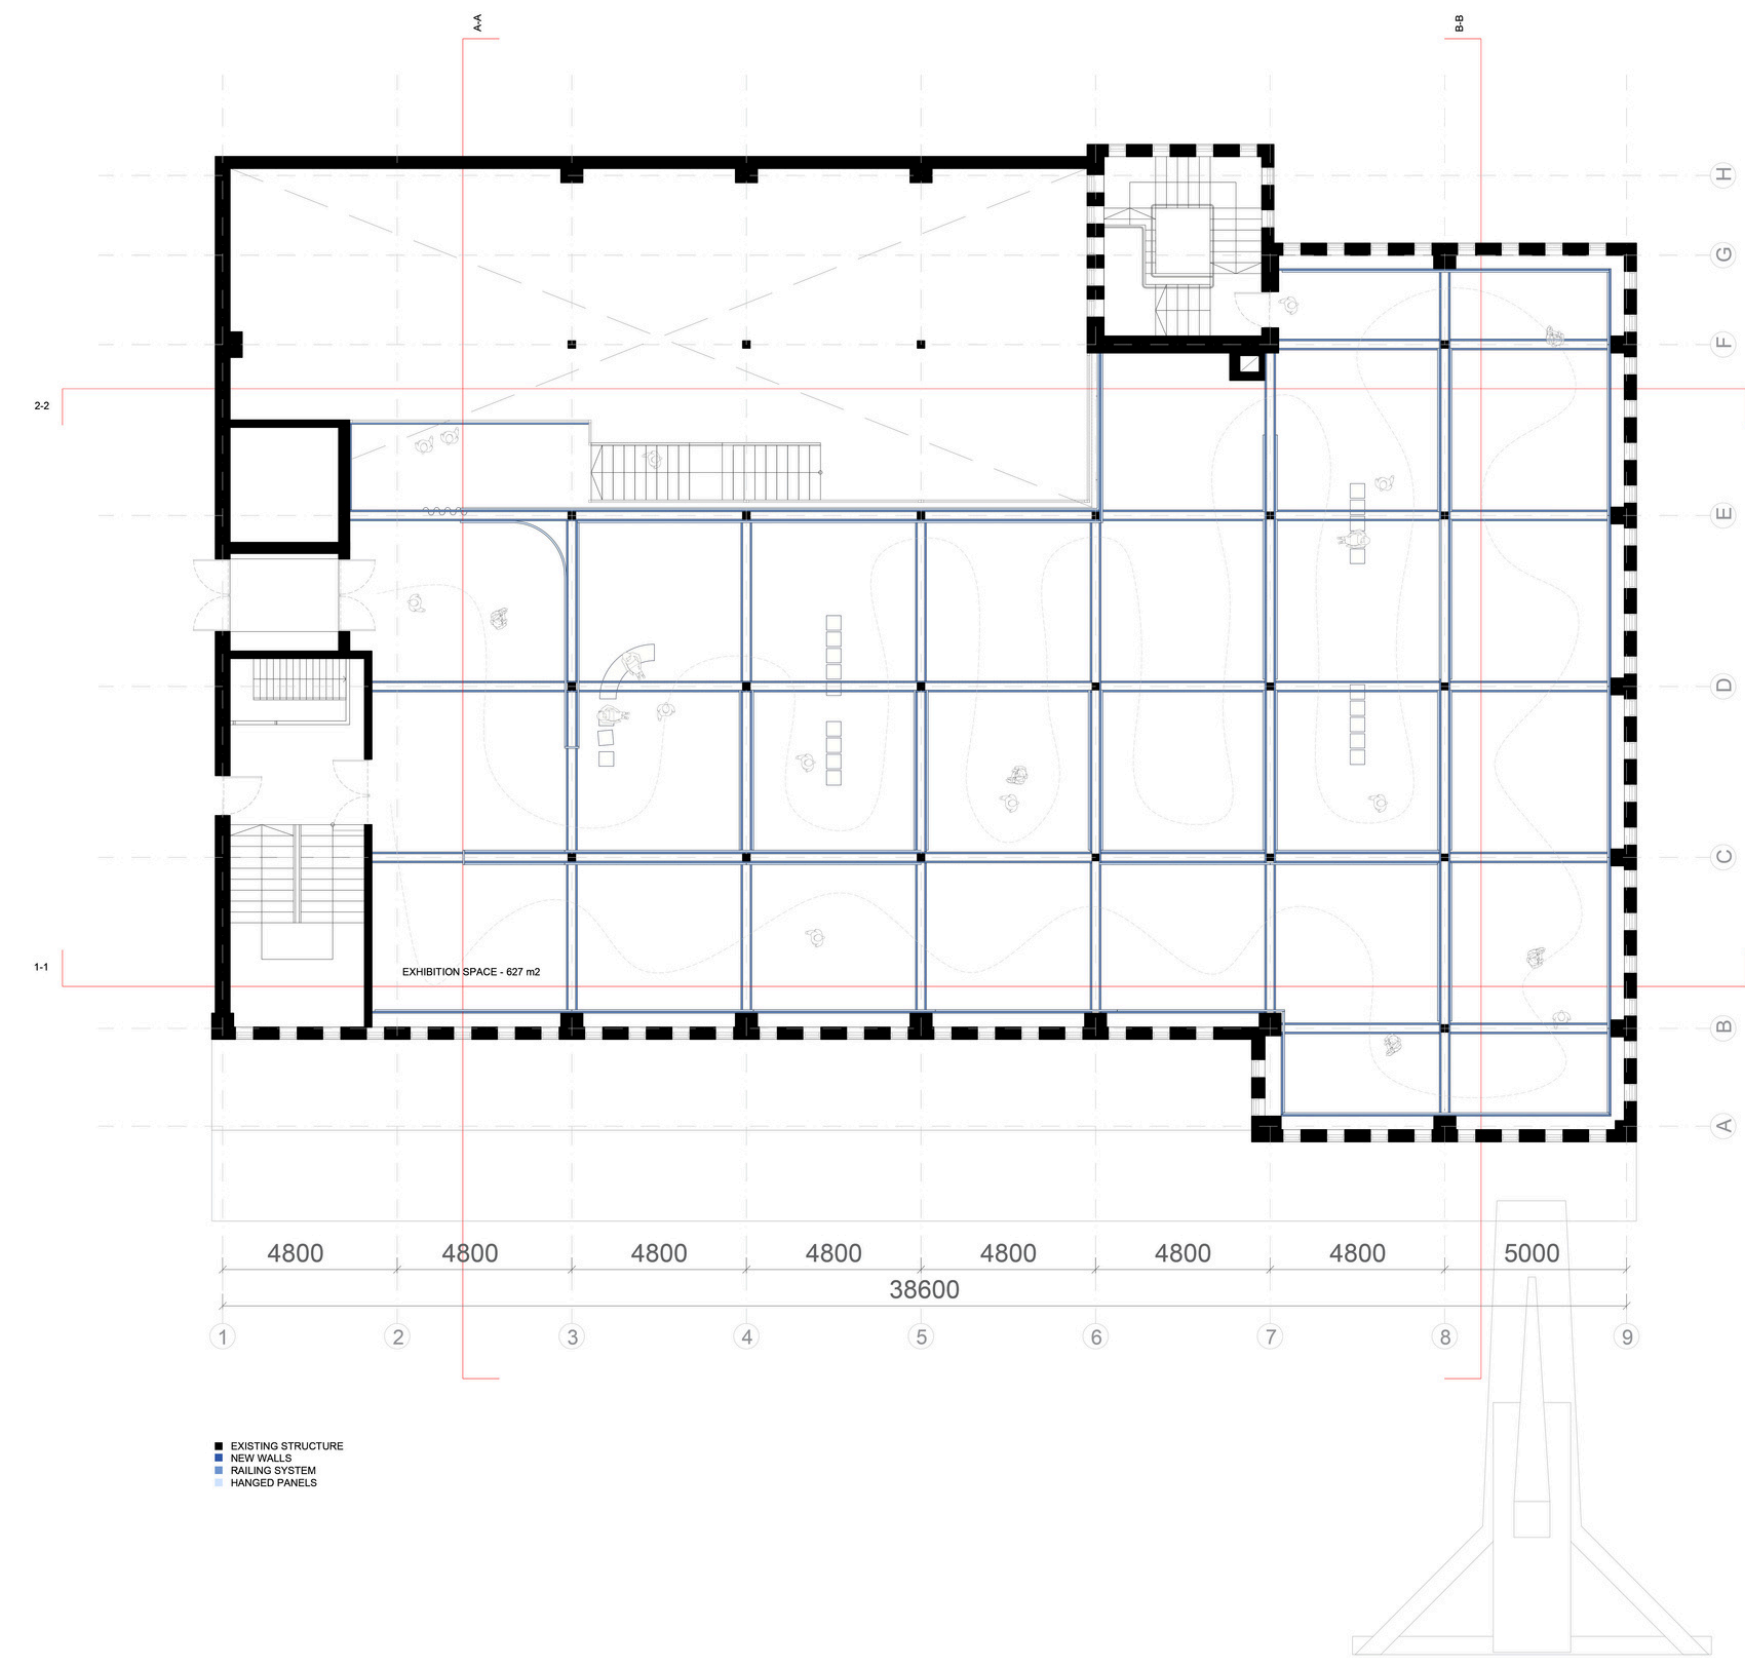 A-A
B-B
H
G
F
2-2
E
D
C
1-1
EXHIBITION SPACE - 627 m2
B
A
4800 4800 4800 4800 4800 4800 4800 5000
38600
1 2 3 4 5 6 7 8 9
EXISTING STRUCTURE
NEW WALLS
RAILING SYSTEM
HANGED PANELS